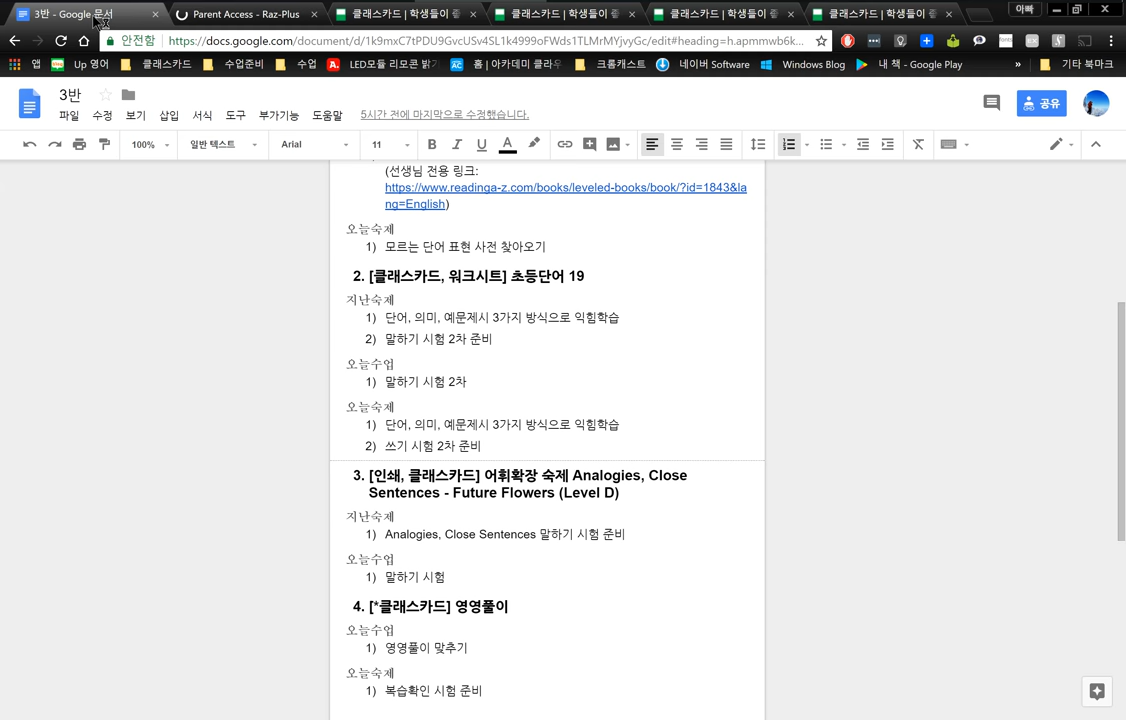 3반 - Google 문서
Parent Access - Raz-Plus
클래스카드 | 학생들이 좋
클래스카드 | 학생들이 좋
클래스카드 | 학생들이 좋
클래스카드 | 학생들이 좋
아빠
안전함
https://docs.google.com/document/d/1k9mxC7tPDU9GvcUSv4SL1k4999oFWds1TLMrMYjvyGc/edit#heading=h.apmmwb6k...
앱
Up 영어
클래스카드
수업준비
수업
LED모듈 리모콘 밝기
홈 | 아카데미 클라우
크롬캐스트
네이버 Software
Windows Blog
내 책 - Google Play
»
기타 북마크
3반
파일 수정 보기 삽입 서식 도구 부가기능 도움말 5시간 전에 마지막으로 수정했습니다.
공유
100% 일반 텍스트 Arial 11
(선생님 전용 링크:
https://www.readinga-z.com/books/leveled-books/book/?id=1843&la
ng=English)
오늘숙제
1) 모르는 단어 표현 사전 찾아오기
2. [클래스카드, 워크시트] 초등단어 19
지난숙제
1) 단어, 의미, 예문제시 3가지 방식으로 익힘학습
2) 말하기 시험 2차 준비
오늘수업
1) 말하기 시험 2차
오늘숙제
1) 단어, 의미, 예문제시 3가지 방식으로 익힘학습
2) 쓰기 시험 2차 준비
3. [인쇄, 클래스카드] 어휘확장 숙제 Analogies, Close
Sentences - Future Flowers (Level D)
지난숙제
1) Analogies, Close Sentences 말하기 시험 준비
오늘수업
1) 말하기 시험
4. [*클래스카드] 영영풀이
오늘수업
1) 영영풀이 맞추기
오늘숙제
1) 복습확인 시험 준비